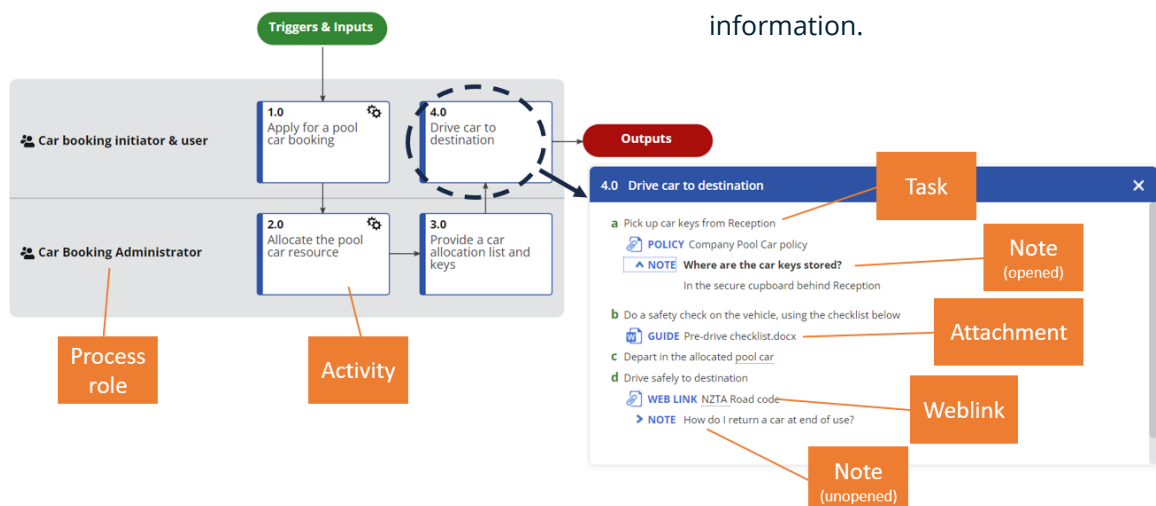 information.
Triggers & Inputs
Car booking initiator & user
1.0
Apply for a pool
car booking
4.0
Drive car to
destination
Outputs
Car Booking Administrator
2.0
Allocate the pool
car resource
3.0
Provide a car
allocation list and
keys
Process
role
Activity
4.0 Drive car to destination
a Pick up car keys from Reception
POLICY Company Pool Car policy
NOTE Where are the car keys stored?
In the secure cupboard behind Reception
b Do a safety check on the vehicle, using the checklist below
GUIDE Pre-drive checklist.docx
c Depart in the allocated pool car
d Drive safely to destination
WEB LINK NZTA Road code
NOTE How do I return a car at end of use?
Task
Note
(opened)
Attachment
Weblink
Note
(unopened)